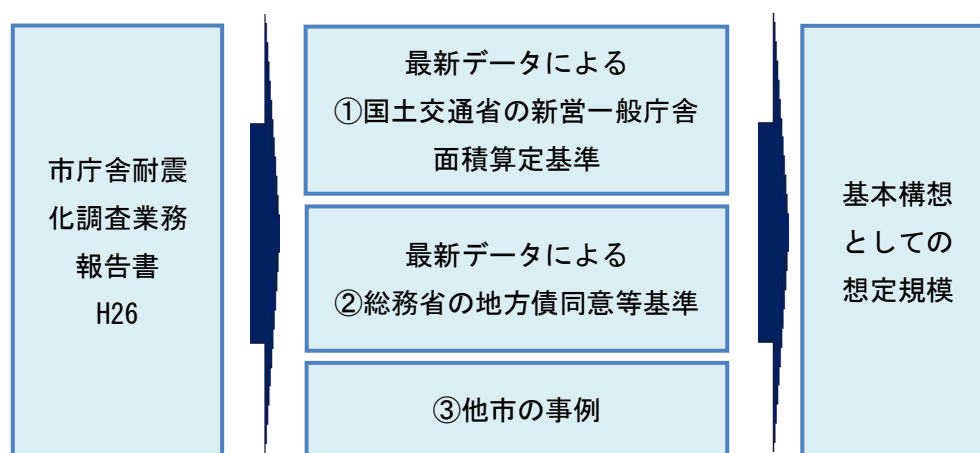 市庁舎耐震
化調査業務
報告書
H26
最新データによる
①国土交通省の新営一般庁舎
面積算定基準
最新データによる
②総務省の地方債同意等基準
③他市の事例
基本構想
としての
想定規模